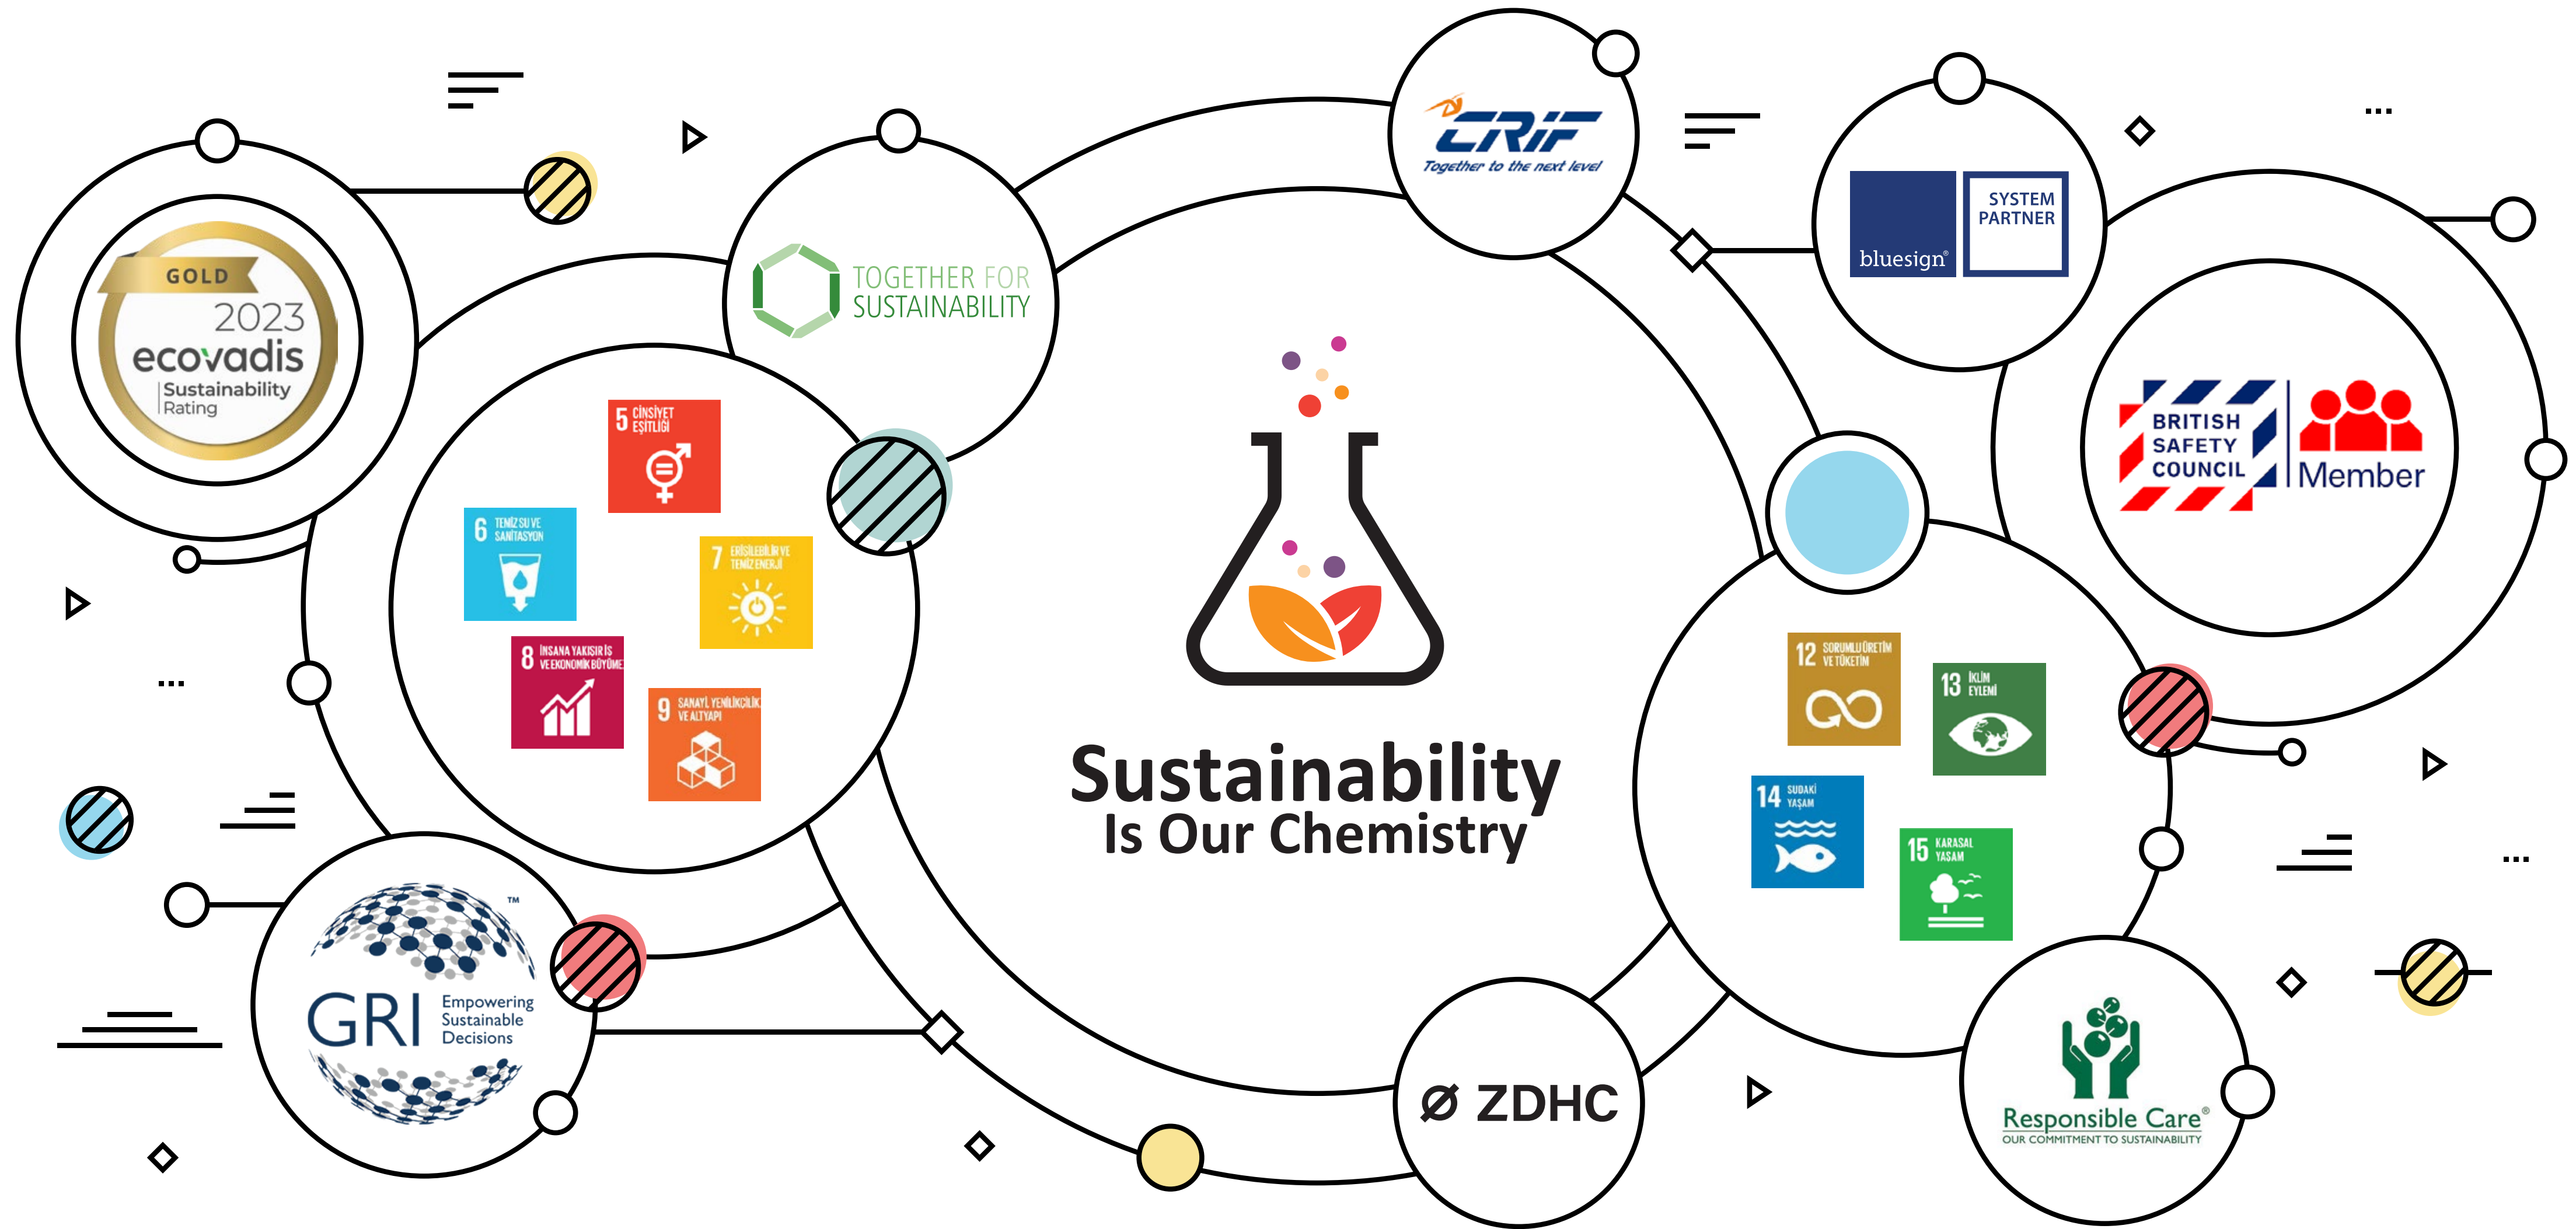 GOLD
2023
ecovadis
Sustainability
Rating
TOGETHER FOR
SUSTAINABILITY
CRIF
Together to the next level
bluesign®
SYSTEM
PARTNER
BRITISH
SAFETY
COUNCIL
Member
5 CİNSİYET
EŞİTLİĞİ
6 TEMİZ SU VE
SANİTASYON
7 ERİŞİLEBİLİR VE
TEMİZ ENERJİ
8 İNSANA YAKIŞIR İŞ
VE EKONOMİK BÜYÜME
9 SANAYİ, YENİLİKÇİLİK
VE ALTYAPI
Sustainability
Is Our Chemistry
12 SORUMLU ÜRETİM
VE TÜKETİM
13 İKLİM
EYLEMİ
14 SUDAKİ
YAŞAM
15 KARASAL
YAŞAM
TM
GRI
Empowering
Sustainable
Decisions
ZDHC
Responsible Care®
OUR COMMITMENT TO SUSTAINABILITY